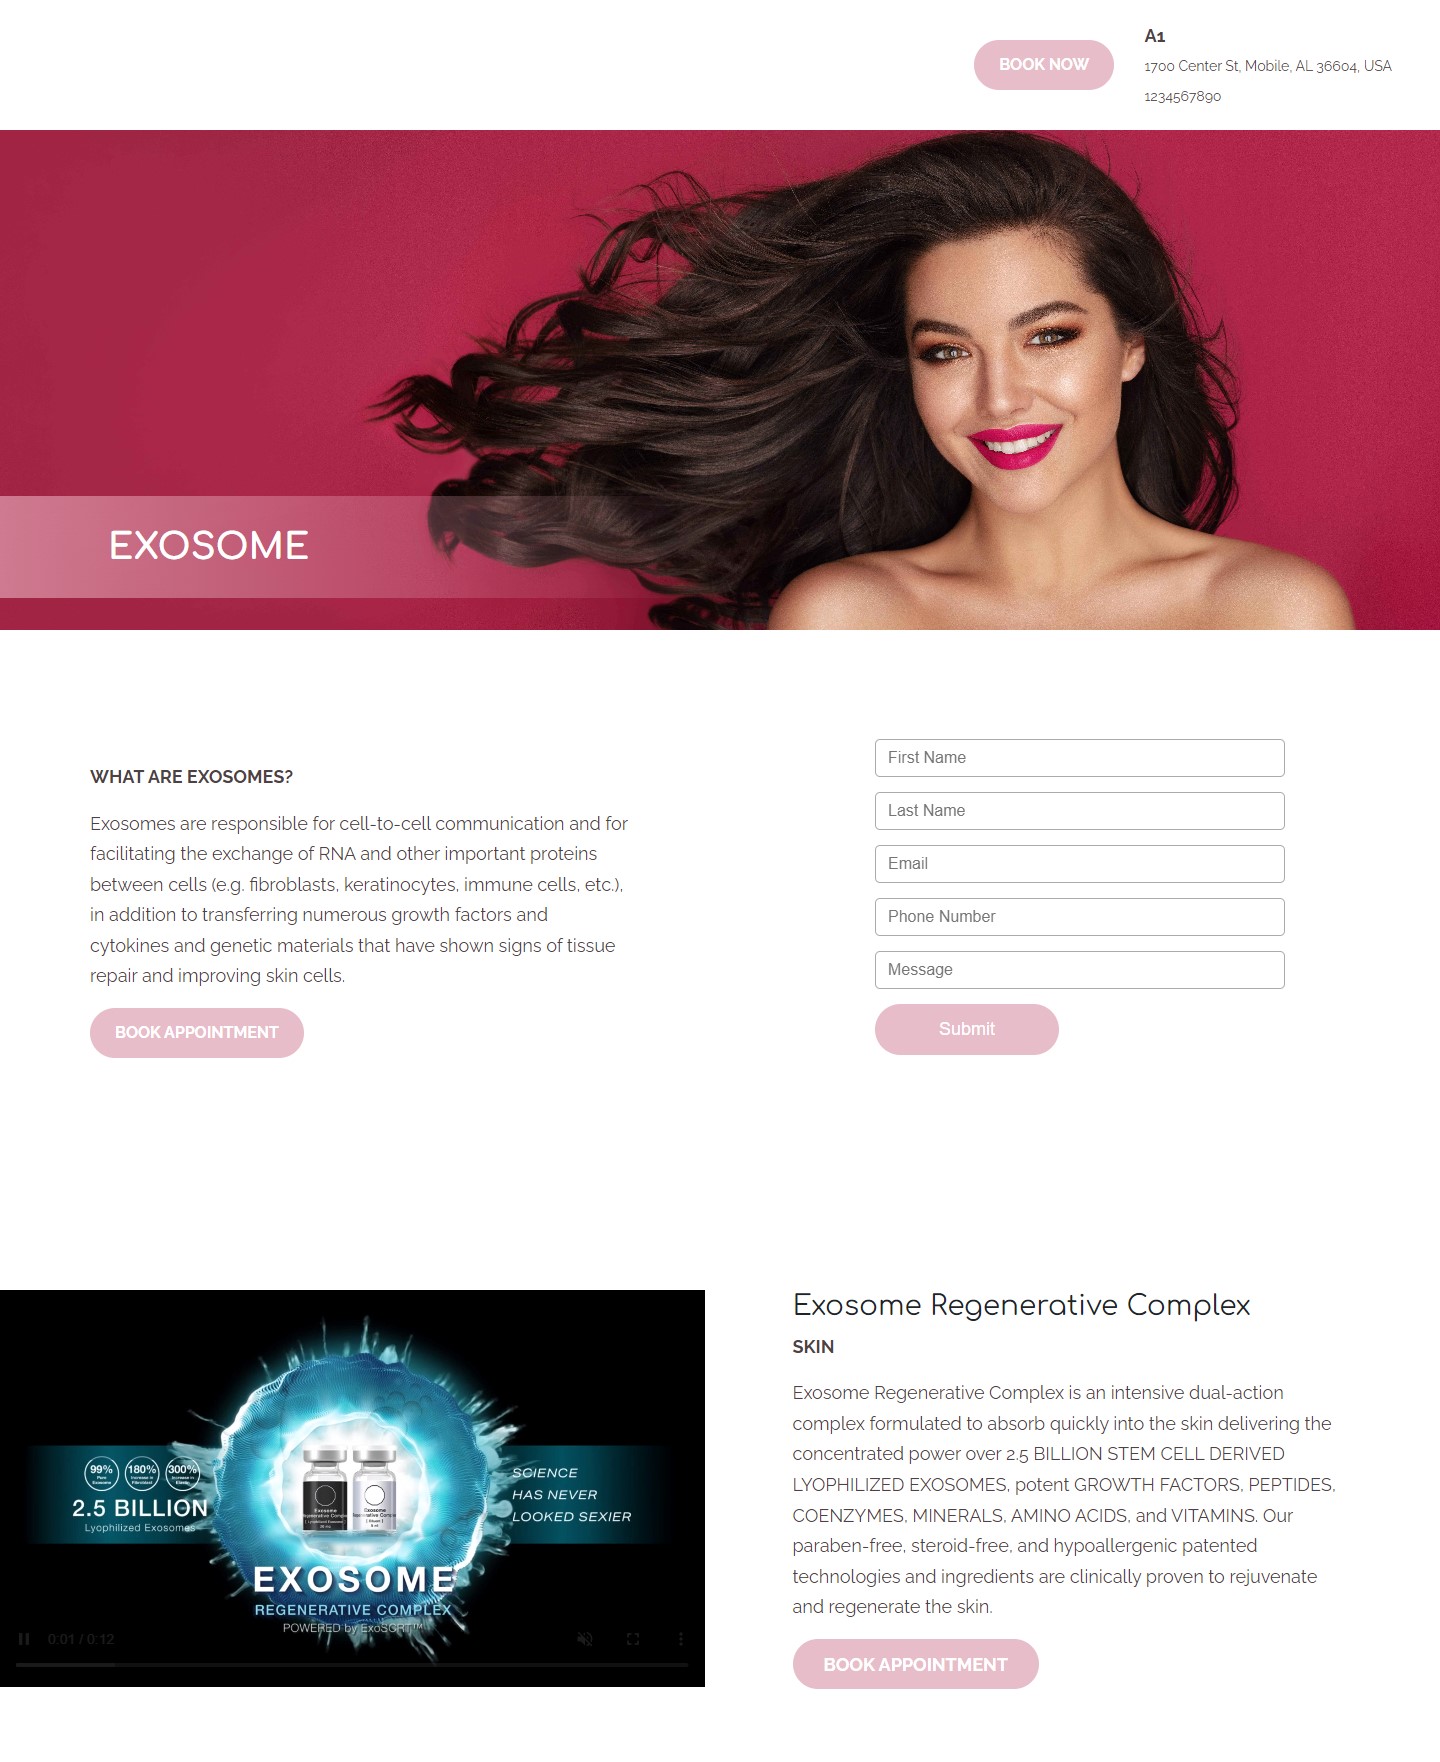 BOOK NOW
A1
1700 Center St, Mobile, AL 36604, USA
1234567890
EXOSOME
WHAT ARE EXOSOMES?
Exosomes are responsible for cell-to-cell communication and for
facilitating the exchange of RNA and other important proteins
between cells (e.g. fibroblasts, keratinocytes, immune cells, etc.),
in addition to transferring numerous growth factors and
cytokines and genetic materials that have shown signs of tissue
repair and improving skin cells.
BOOK APPOINTMENT
First Name
Last Name
Email
Phone Number
Message
Submit
99%
Pure
Exosome
180%
Increase in
Fibroblast
300%
Increase in
2.5 BILLION
Lyophilized Exosomes
SCIENCE
HAS NEVER
LOOKED SEXIER
EXOSOME
REGENERATIVE COMPLEX
POWERED by ExoSCRT™
0:01 / 0:12
Exosome Regenerative Complex
SKIN
Exosome Regenerative Complex is an intensive dual-action
complex formulated to absorb quickly into the skin delivering the
concentrated power over 2.5 BILLION STEM CELL DERIVED
LYOPHILIZED EXOSOMES, potent GROWTH FACTORS, PEPTIDES,
COENZYMES, MINERALS, AMINO ACIDS, and VITAMINS. Our
paraben-free, steroid-free, and hypoallergenic patented
technologies and ingredients are clinically proven to rejuvenate
and regenerate the skin.
BOOK APPOINTMENT